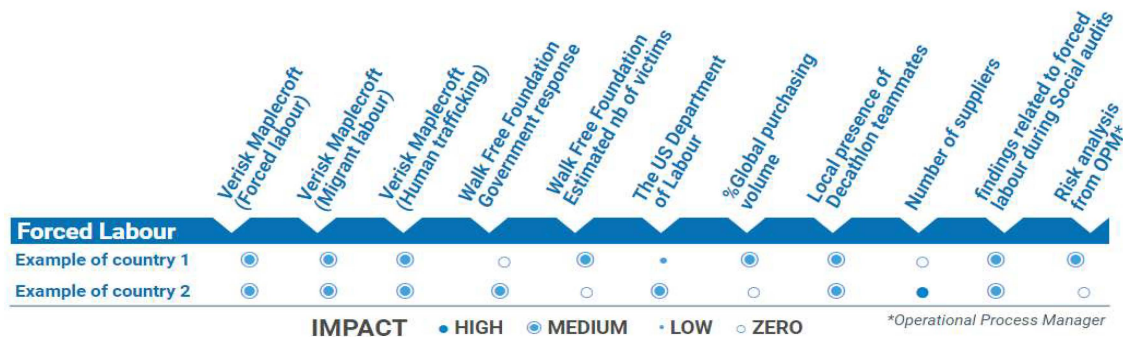 Verisk Maplecroft
(Forced labour)
Verisk Maplecroft
(Migrant labour)
Verisk Maplecroft
(Human trafficking)
Walk Free Foundation
Government response
Walk Free Foundation
Estimated nb of victims
The US Department
of Labour
%Global purchasing
volume
Local presence of
Decathlon teammates
Number of suppliers
findings related to forced
labour during Social audits
Risk analysis
from OPM*
Forced Labour
Example of country 1
Example of country 2
IMPACT HIGH MEDIUM LOW ZERO
*Operational Process Manager